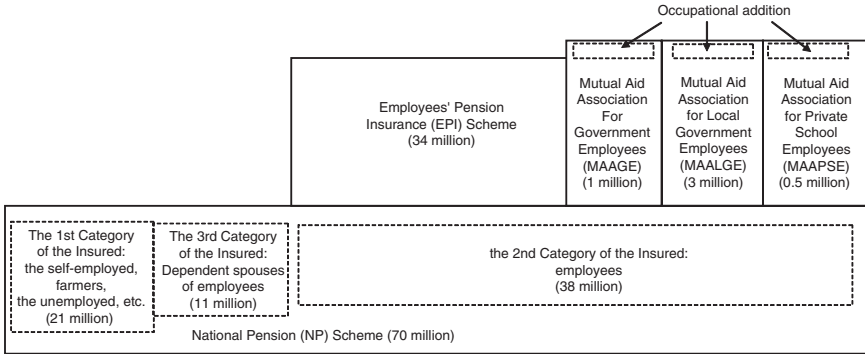 Occupational addition
Employees' Pension
Insurance (EPI) Scheme
(34 million)
Mutual Aid
Association
For
Government
Employees
(MAAGE)
(1 million)
Mutual Aid
Association
for Local
Government
Employees
(MAALGE)
(3 million)
Mutual Aid
Association
for Private
School
Employees
(MAAPSE)
(0.5 million)
The 1st Category
of the Insured:
the self-employed,
farmers,
the unemployed, etc.
(21 million)
The 3rd Category
of the Insured:
Dependent spouses
of employees
(11 million)
the 2nd Category of the Insured:
employees
(38 million)
National Pension (NP) Scheme (70 million)